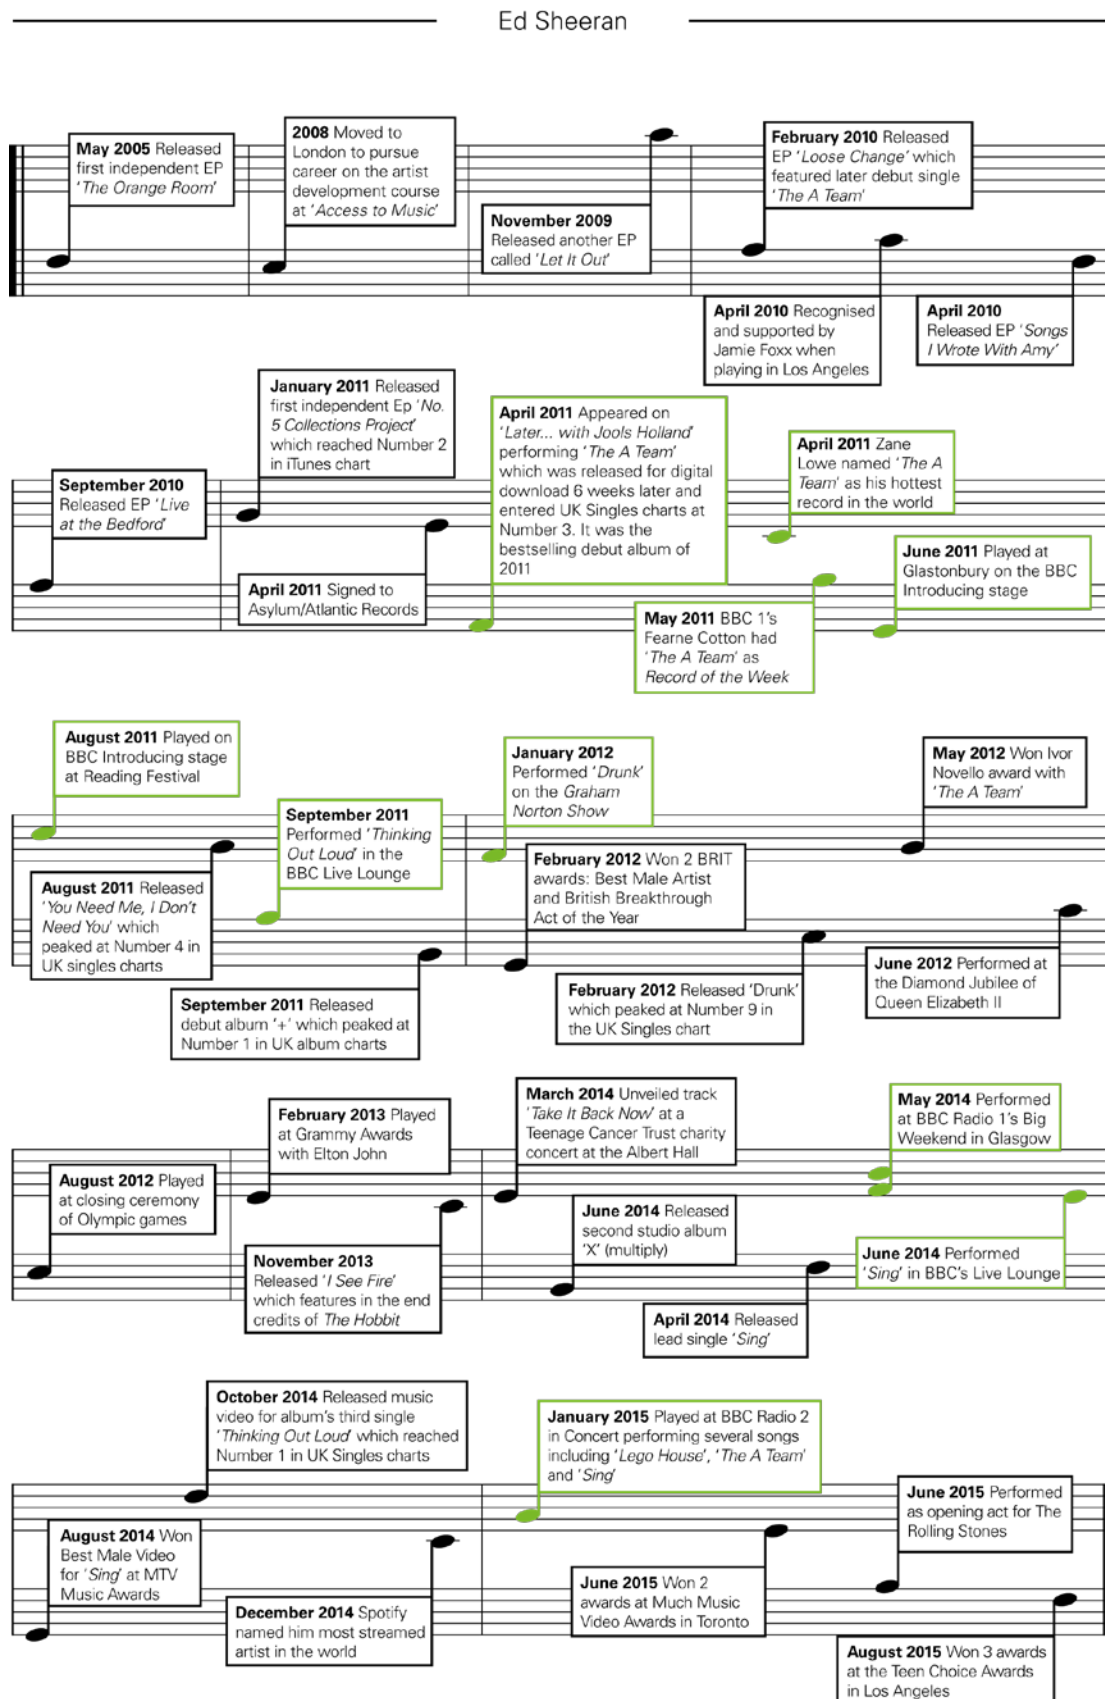 Ed Sheeran
May 2005 Released
first independent EP
'The Orange Room'
2008 Moved to
London to pursue
career on the artist
development course
at 'Access to Music'
November 2009
Released another EP
called 'Let It Out'
February 2010 Released
EP 'Loose Change' which
featured later debut single
'The A Team'
April 2010 Recognised
and supported by
Jamie Foxx when
playing in Los Angeles
April 2010
Released EP 'Songs
I Wrote With Amy'
September 2010
Released EP 'Live
at the Bedford'
January 2011 Released
first independent Ep 'No.
5 Collections Project'
which reached Number 2
in iTunes chart
April 2011 Signed to
Asylum/Atlantic Records
April 2011 Appeared on
'Later... with Jools Holland'
performing 'The A Team'
which was released for digital
download 6 weeks later and
entered UK Singles charts at
Number 3. It was the
bestselling debut album of
2011
April 2011 Zane
Lowe named 'The A
Team' as his hottest
record in the world
May 2011 BBC 1's
Fearne Cotton had
'The A Team' as
Record of the Week
June 2011 Played at
Glastonbury on the BBC
Introducing stage
August 2011 Played on
BBC Introducing stage
at Reading Festival
August 2011 Released
'You Need Me, I Don't
Need You' which
peaked at Number 4 in
UK singles charts
September 2011
Performed 'Thinking
Out Loud' in the
BBC Live Lounge
September 2011 Released
debut album '+' which peaked at
Number 1 in UK album charts
January 2012
Performed 'Drunk'
on the Graham
Norton Show
February 2012 Won 2 BRIT
awards: Best Male Artist
and British Breakthrough
Act of the Year
February 2012 Released 'Drunk'
which peaked at Number 9 in
the UK Singles chart
May 2012 Won Ivor
Novello award with
'The A Team'
June 2012 Performed at
the Diamond Jubilee of
Queen Elizabeth II
August 2012 Played
at closing ceremony
of Olympic games
February 2013 Played
at Grammy Awards
with Elton John
November 2013
Released 'I See Fire'
which features in the end
credits of The Hobbit
March 2014 Unveiled track
'Take It Back Now' at a
Teenage Cancer Trust charity
concert at the Albert Hall
June 2014 Released
second studio album
'X' (multiply)
April 2014 Released
lead single 'Sing'
May 2014 Performed
at BBC Radio 1's Big
Weekend in Glasgow
June 2014 Performed
'Sing' in BBC's Live Lounge
August 2014 Won
Best Male Video
for 'Sing' at MTV
Music Awards
October 2014 Released music
video for album's third single
'Thinking Out Loud' which reached
Number 1 in UK Singles charts
December 2014 Spotify
named him most streamed
artist in the world
January 2015 Played at BBC Radio 2
in Concert performing several songs
including 'Lego House', 'The A Team'
and 'Sing'
June 2015 Won 2
awards at Much Music
Video Awards in Toronto
June 2015 Performed
as opening act for The
Rolling Stones
August 2015 Won 3 awards
at the Teen Choice Awards
in Los Angeles